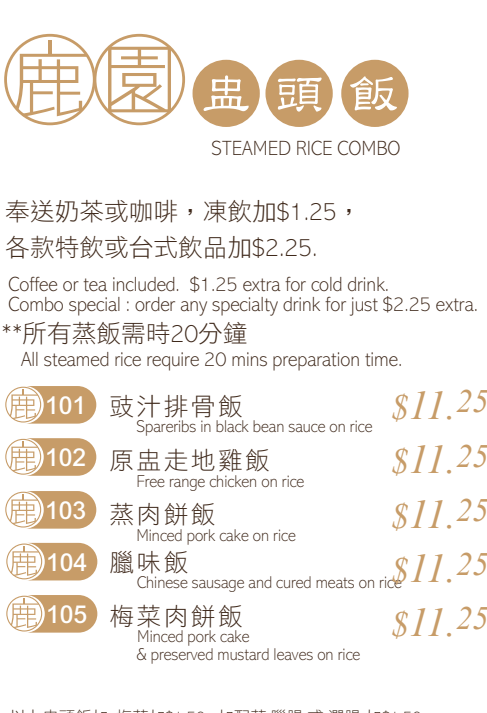 鹿園盅頭飯
STEAMED RICE COMBO
奉送奶茶或咖啡，凍飲加$1.25，
各款特飲或台式飲品加$2.25.
Coffee or tea included. $1.25 extra for cold drink.
Combo special : order any specialty drink for just $2.25 extra.
**所有蒸飯需時20分鐘
All steamed rice require 20 mins preparation time.
鹿101 豉汁排骨飯 $11.25
Spareribs in black bean sauce on rice
鹿102 原盅走地雞飯 $11.25
Free range chicken on rice
鹿103 蒸肉餅飯 $11.25
Minced pork cake on rice
鹿104 臘味飯 $11.25
Chinese sausage and cured meats on rice
鹿105 梅菜肉餅飯 $11.25
Minced pork cake
& preserved mustard leaves on rice